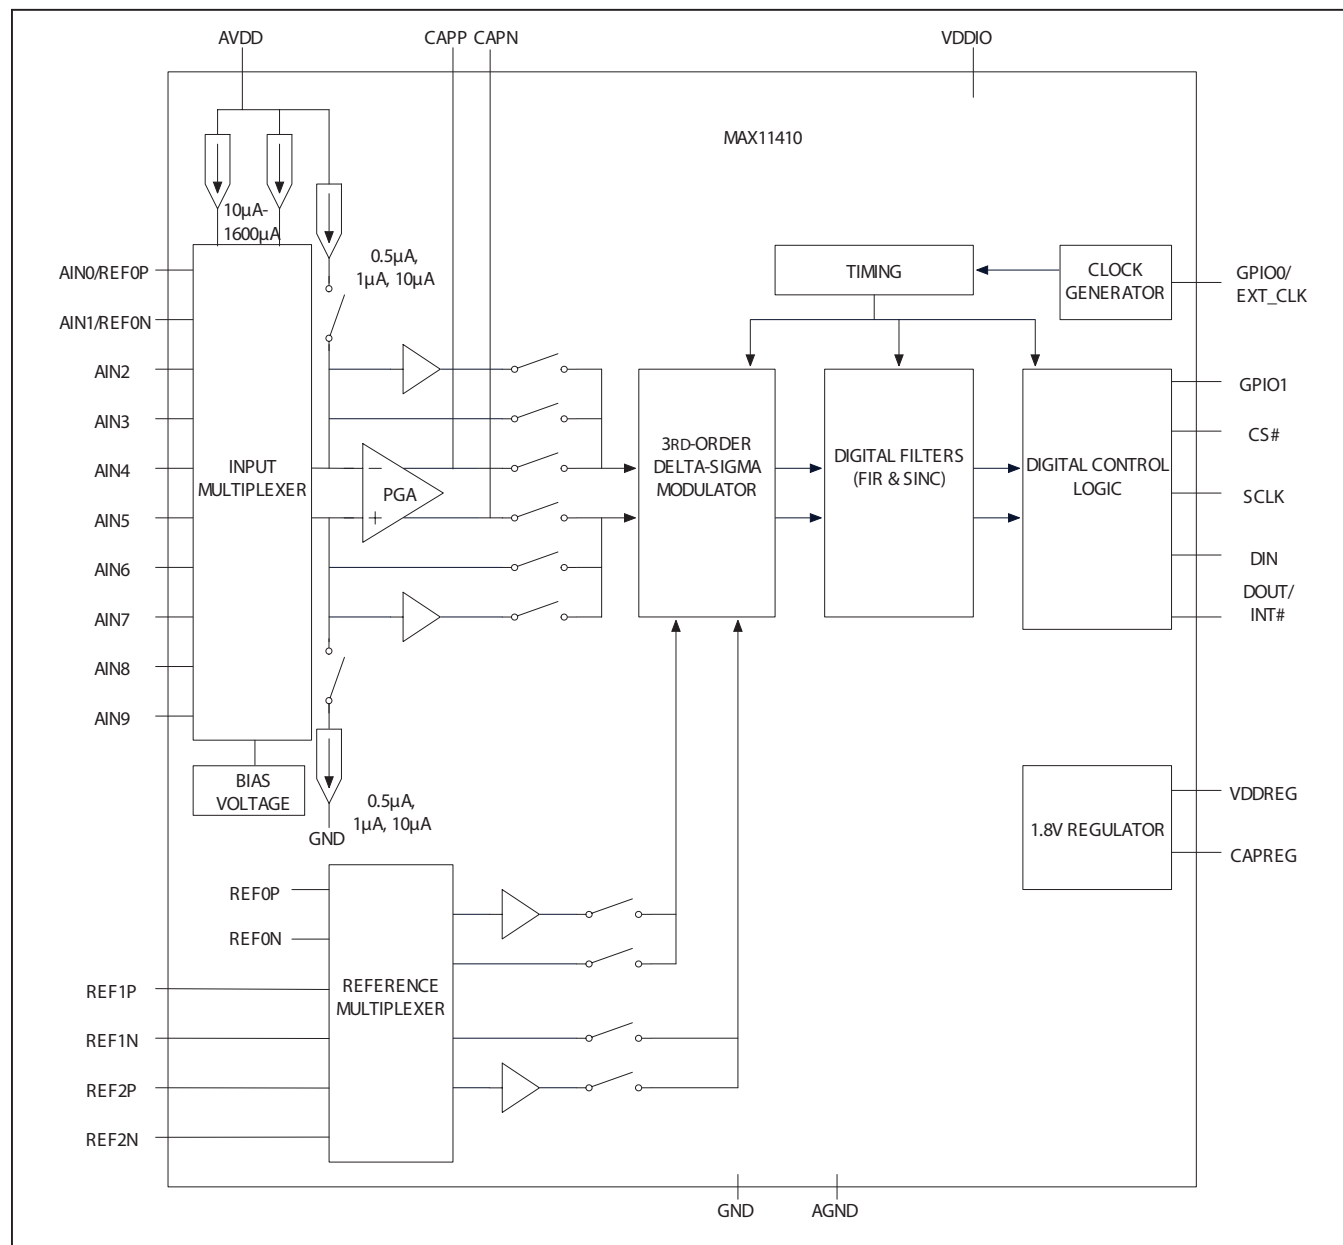 AVDD
CAPP CAPN
VDDIO
MAX11410
10µA-
1600µA
0.5µA,
1µA, 10µA
AIN0/REF0P
AIN1/REF0N
AIN2
AIN3
AIN4
AIN5
AIN6
AIN7
AIN8
AIN9
INPUT
MULTIPLEXER
BIAS
VOLTAGE
−
PGA
+
0.5µA,
1µA, 10µA
GND
TIMING
CLOCK
GENERATOR
GPIO0/
EXT_CLK
3RD-ORDER
DELTA-SIGMA
MODULATOR
DIGITAL FILTERS
(FIR & SINC)
DIGITAL CONTROL
LOGIC
GPIO1
CS#
SCLK
DIN
DOUT/
INT#
1.8V REGULATOR
VDDREG
CAPREG
REF0P
REF0N
REF1P
REF1N
REF2P
REF2N
REFERENCE
MULTIPLEXER
GND
AGND